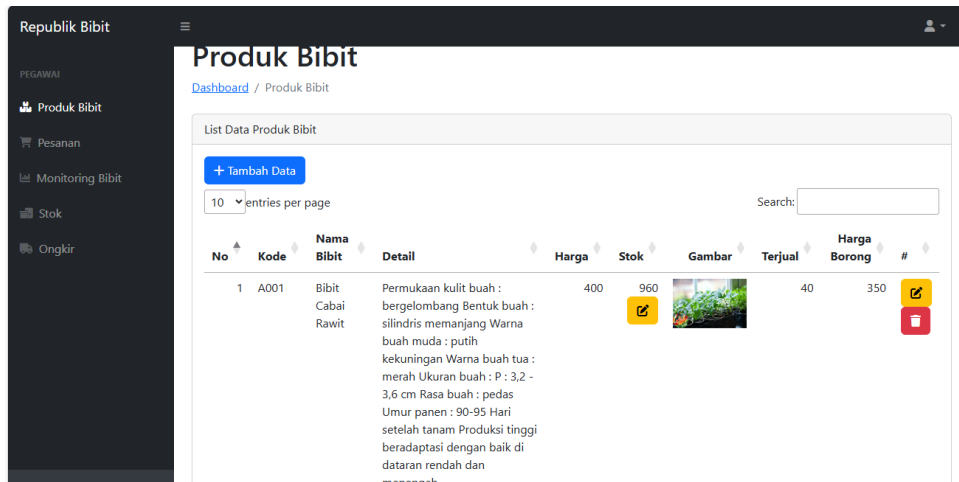 Republik Bibit
PEGAWAI
Produk Bibit
Pesanan
Monitoring Bibit
Stok
Ongkir
Produk Bibit
Dashboard / Produk Bibit
List Data Produk Bibit
+ Tambah Data
10 entries per page
Search:
No Kode Nama Bibit Detail Harga Stok Gambar Terjual Harga Borong #
1 A001 Bibit Cabai Rawit
Permukaan kulit buah :
bergelombang Bentuk buah :
silindris memanjang Warna
buah muda : putih
kekuningan Warna buah tua :
merah Ukuran buah : P : 3,2 -
3,6 cm Rasa buah : pedas
Umur panen : 90-95 Hari
setelah tanam Produksi tinggi
beradaptasi dengan baik di
dataran rendah dan
400 960 40 350